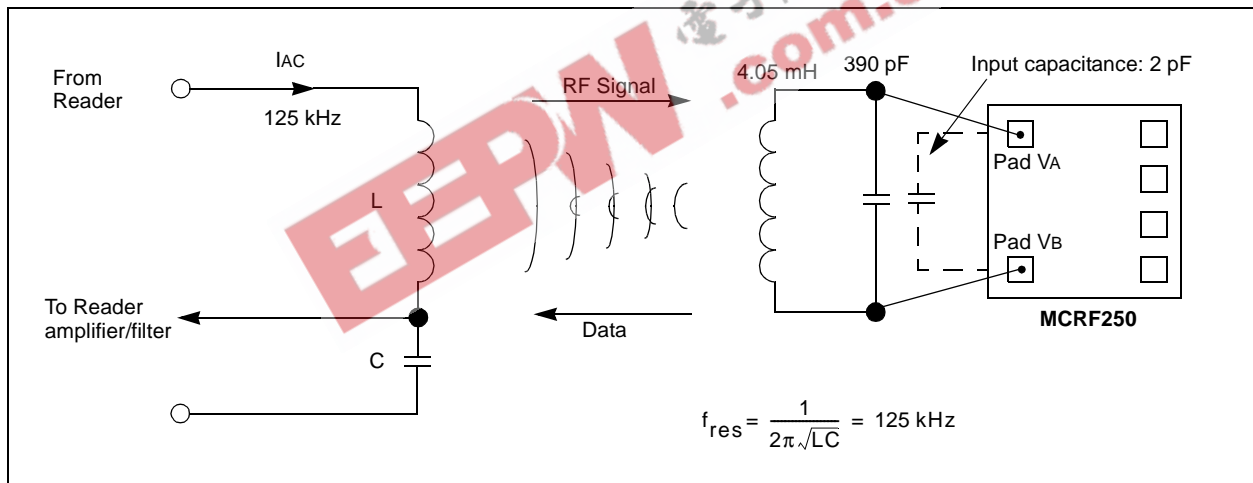 From
Reader
IAC
125 kHz
L
To Reader
amplifier/filter
C
RF Signal
Data
4.05 mH
390 pF
Input capacitance: 2 pF
Pad VA
Pad VB
MCRF250
fres = 1 / 2π√LC = 125 kHz
EEPW
.com.c